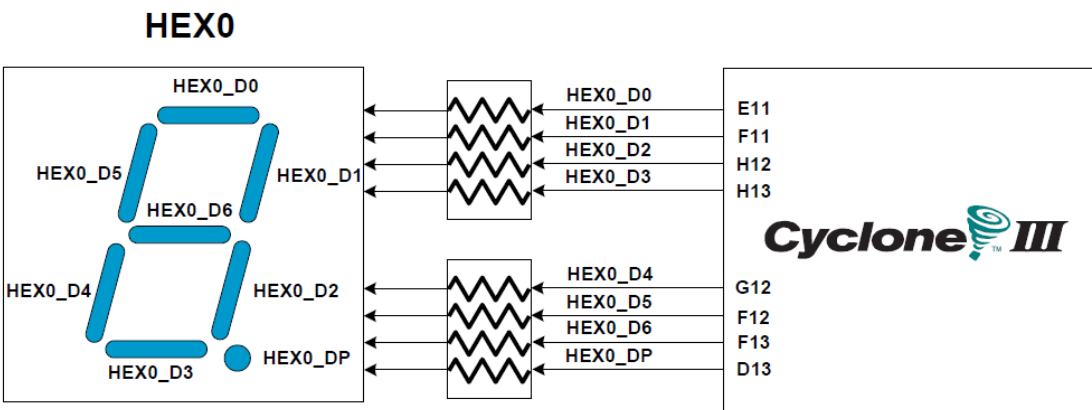 HEX0
HEX0_D0
HEX0_D5
HEX0_D1
HEX0_D6
HEX0_D4
HEX0_D2
HEX0_D3
HEX0_DP
HEX0_D0
HEX0_D1
HEX0_D2
HEX0_D3
HEX0_D4
HEX0_D5
HEX0_D6
HEX0_DP
E11
F11
H12
H13
Cyclone III
TM
G12
F12
F13
D13